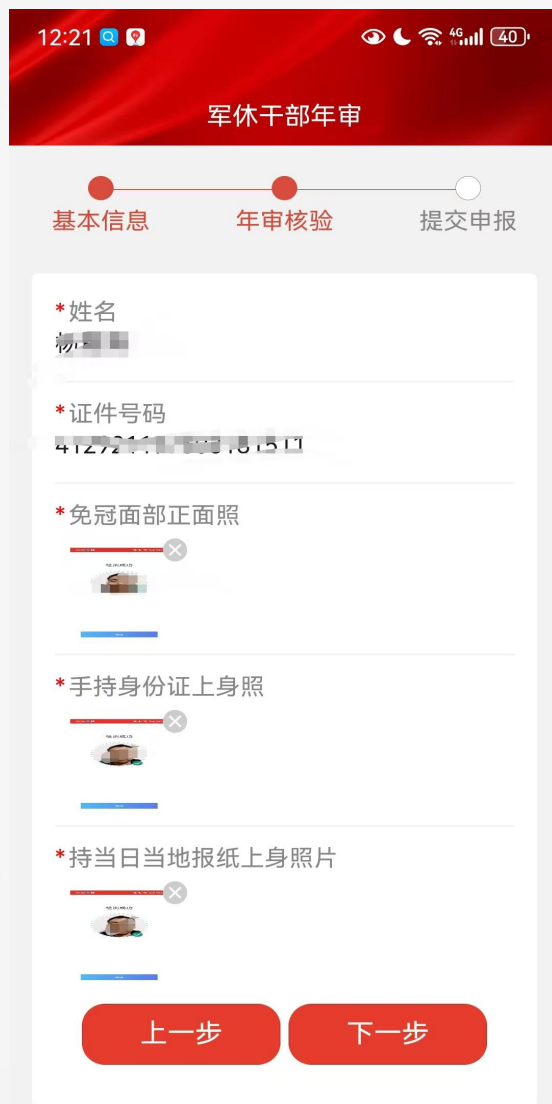 12:21
4G
40
军休干部年审
基本信息
年审核验
提交申报
*姓名
*证件号码
*免冠面部正面照
*手持身份证上身照
*持当日当地报纸上身照片
上一步
下一步